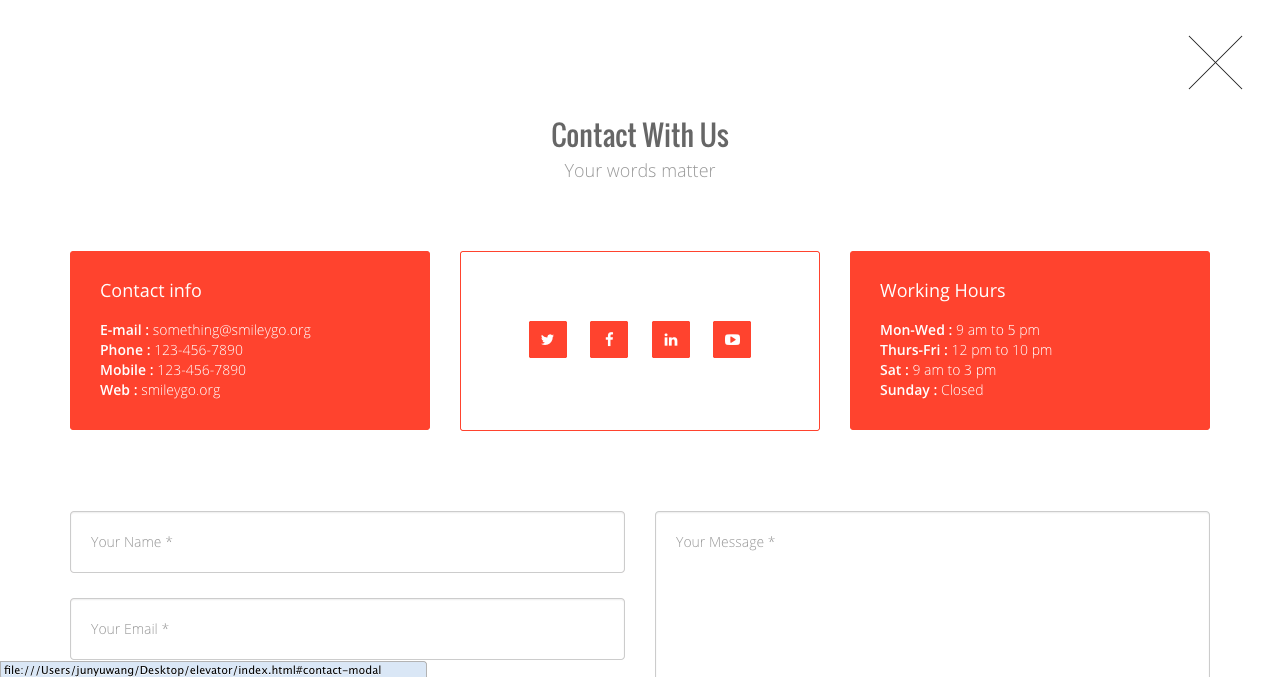 Contact With Us
Your words matter
Contact info
E-mail : something@smileygo.org
Phone : 123-456-7890
Mobile : 123-456-7890
Web : smileygo.org
Working Hours
Mon-Wed : 9 am to 5 pm
Thurs-Fri : 12 pm to 10 pm
Sat : 9 am to 3 pm
Sunday : Closed
Your Name *
Your Email *
Your Message *
file:///Users/junyuwang/Desktop/elevator/index.html#contact-modal